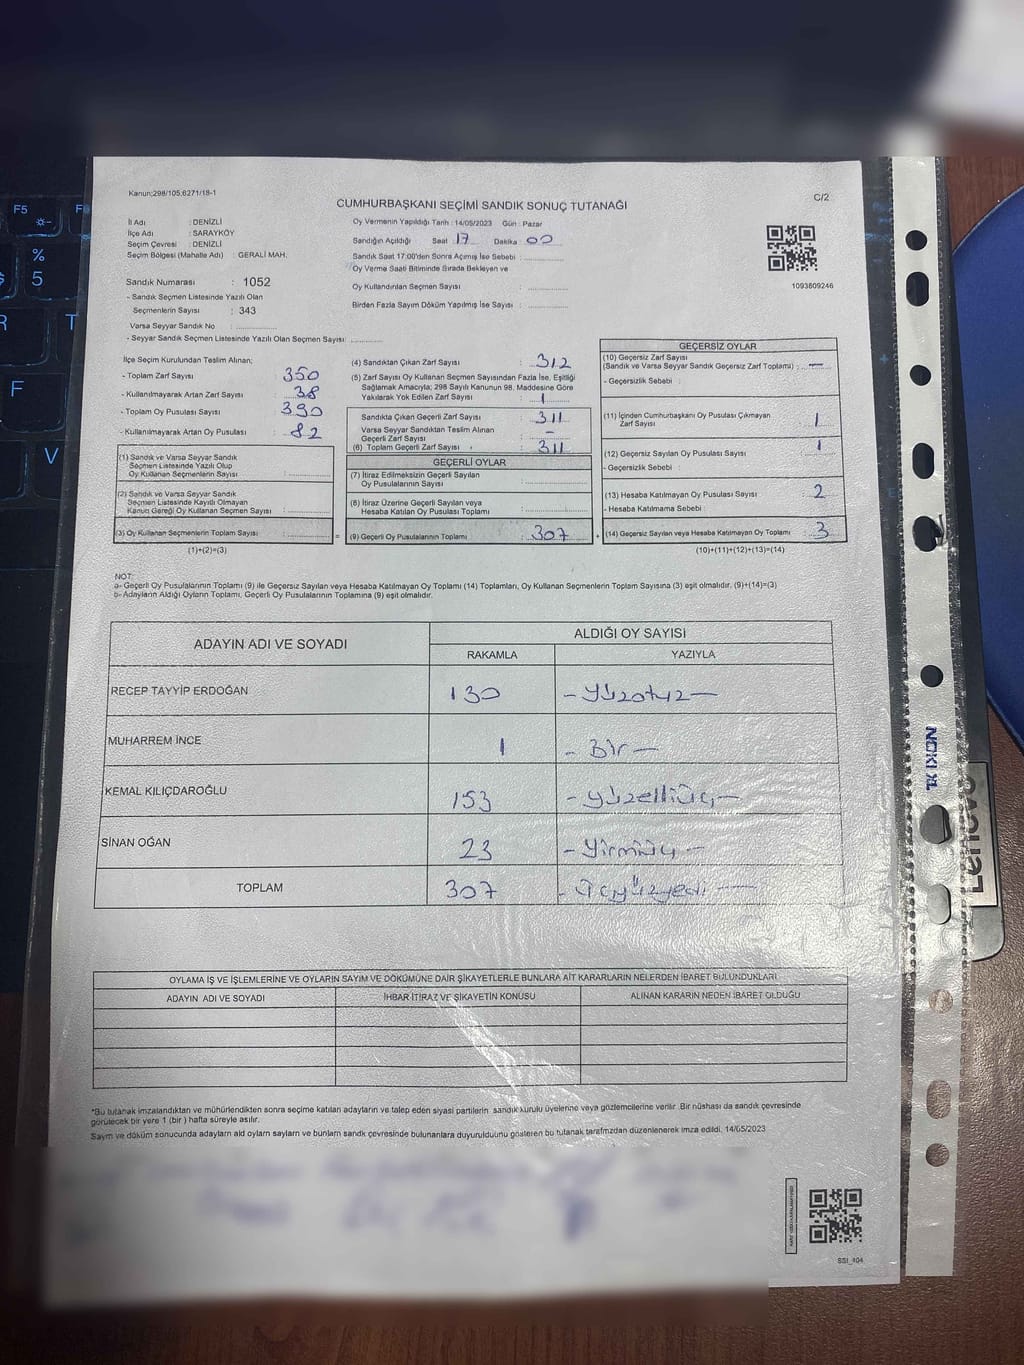 Kanun:298/105,6271/18-1
C/2
CUMHURBAŞKANI SEÇİMİ SANDIK SONUÇ TUTANAĞI
İl Adı : DENİZLİ
İlçe Adı : SARAYKÖY
Seçim Çevresi : DENİZLİ
Seçim Bölgesi (Mahalle Adı) : GERALİ MAH.
Oy Vermenin Yapıldığı Tarih : 14/05/2023 Gün : Pazar
Sandığın Açıldığı Saat 17 Dakika : 00
Sandık Saat 17:00'den Sonra Açmış İse Sebebi :
Oy Verme Saati Bitiminde Sırada Bekleyen ve
Oy Kullandırılan Seçmen Sayısı :
Birden Fazla Sayım Döküm Yapılmış İse Sayısı :
1093809246
Sandık Numarası : 1052
- Sandık Seçmen Listesinde Yazılı Olan
Seçmenlerin Sayısı : 343
Varsa Seyyar Sandık No :
- Seyyar Sandık Seçmen Listesinde Yazılı Olan Seçmen Sayısı:
İlçe Seçim Kurulundan Teslim Alınan;
- Toplam Zarf Sayısı : 350
- Kullanılmayarak Artan Zarf Sayısı : 38
- Toplam Oy Pusulası Sayısı : 390
- Kullanılmayarak Artan Oy Pusulası : 82
(1) Sandık ve Varsa Seyyar Sandık
Seçmen Listesinde Yazılı Olup
Oy Kullanan Seçmenlerin Sayısı :
(2) Sandık ve Varsa Seyyar Sandık
Seçmen Listesinde Kayıtlı Olmayan
Kanun Gereği Oy Kullanan Seçmen Sayısı :
(3) Oy Kullanan Seçmenlerin Toplam Sayısı :
(1)+(2)=(3)
(4) Sandıktan Çıkan Zarf Sayısı : 312
(5) Zarf Sayısı Oy Kullanan Seçmen Sayısından Fazla İse, Eşitliği
Sağlamak Amacıyla; 298 Sayılı Kanunun 98. Maddesine Göre
Yakılarak Yok Edilen Zarf Sayısı : 1
Sandıkta Çıkan Geçerli Zarf Sayısı : 311
Varsa Seyyar Sandıktan Teslim Alınan
Geçerli Zarf Sayısı : -
(6) Toplam Geçerli Zarf Sayısı : 311
GEÇERLİ OYLAR
(7) İtiraz Edilmeksizin Geçerli Sayılan
Oy Pusulasının Sayısı :
(8) İtiraz Üzerine Geçerli Sayılan veya
Hesaba Katılan Oy Pusulası Toplamı :
= (9) Geçerli Oy Pusulalarının Toplamı : 307 +
GEÇERSİZ OYLAR
(10) Geçersiz Zarf Sayısı
(Sandık ve Varsa Seyyar Sandık Geçersiz Zarf Toplamı) : —
- Geçersizlik Sebebi :
(11) İçinden Cumhurbaşkanı Oy Pusulası Çıkmayan
Zarf Sayısı : 1
(12) Geçersiz Sayılan Oy Pusulası Sayısı : 1
- Geçersizlik Sebebi :
(13) Hesaba Katılmayan Oy Pusulası Sayısı : 2
- Hesaba Katılmama Sebebi :
(14) Geçersiz Sayılan veya Hesaba Katılmayan Oy Toplamı : 3
(10)+(11)+(12)+(13)=(14)
NOT:
a- Geçerli Oy Pusulalarının Toplamı (9) ile Geçersiz Sayılan veya Hesaba Katılmayan Oy Toplamı (14) Toplamları, Oy Kullanan Seçmenlerin Toplam Sayısına (3) eşit olmalıdır. (9)+(14)=(3)
b- Adayların Aldığı Oyların Toplamı, Geçerli Oy Pusulalarının Toplamına (9) eşit olmalıdır.
ADAYIN ADI VE SOYADI ALDIĞI OY SAYISI
RAKAMLA YAZIYLA
RECEP TAYYİP ERDOĞAN 130 - Yüzotuz —
MUHARREM İNCE 1 - Bir —
KEMAL KILIÇDAROĞLU 153 - Yüzelliüç —
SİNAN OĞAN 23 - Yirmiüç —
TOPLAM 307 - Üçyüzyedi —
OYLAMA İŞ VE İŞLEMLERİNE VE OYLARIN SAYIM VE DÖKÜMÜNE DAİR ŞİKAYETLERLE BUNLARA AİT KARARLARIN NELERDEN İBARET BULUNDUKLARI
ADAYIN ADI VE SOYADI İHBAR İTİRAZ VE ŞİKAYETİN KONUSU ALINAN KARARIN NEDEN İBARET OLDUĞU
*Bu tutanak imzalandıktan ve mühürlendikten sonra seçime katılan adayların ve talep eden siyasi partilerin sandık kurulu üyelerine veya gözlemcilerine verilir .Bir nüshası da sandık çevresinde
görülecek bir yere 1 (bir ) hafta süreyle asılır.
Sayım ve döküm sonucunda adayların aldı oyların sayları ve bunların sandk çevresinde bulunanlara duyurulduunu gösteren bu tutanak tarafmzdan düzenlenerek imza edildi. 14/05/2023
SSI_104
NOKI XL
Lenovo
F5
%
5
R
T
F
V